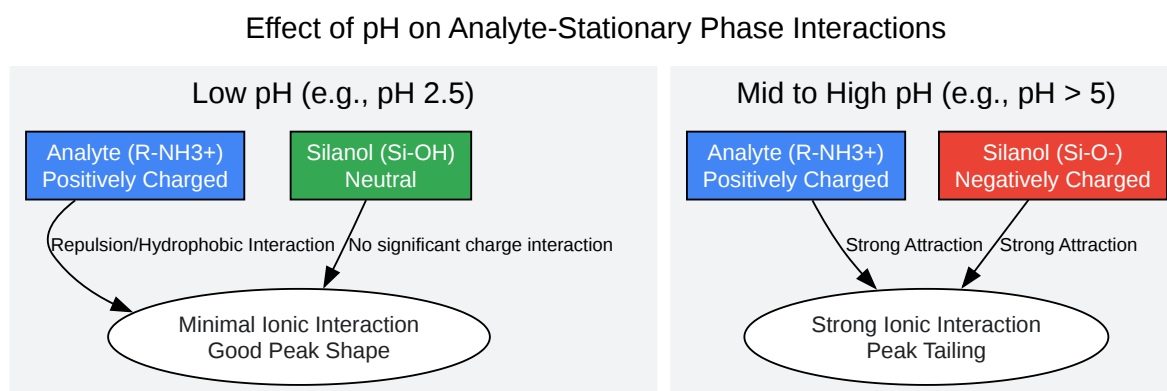 Effect of pH on Analyte-Stationary Phase Interactions
Low pH (e.g., pH 2.5)
Analyte (R-NH3+)
Positively Charged
Silanol (Si-OH)
Neutral
Repulsion/Hydrophobic Interaction
No significant charge interaction
Minimal Ionic Interaction
Good Peak Shape
Mid to High pH (e.g., pH > 5)
Analyte (R-NH3+)
Positively Charged
Silanol (Si-O-)
Negatively Charged
Strong Attraction
Strong Attraction
Strong Ionic Interaction
Peak Tailing